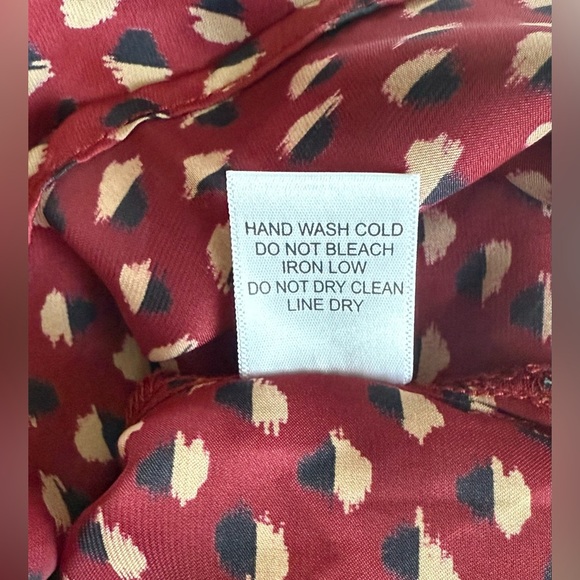 HAND WASH COLD
DO NOT BLEACH
IRON LOW
DO NOT DRY CLEAN
LINE DRY